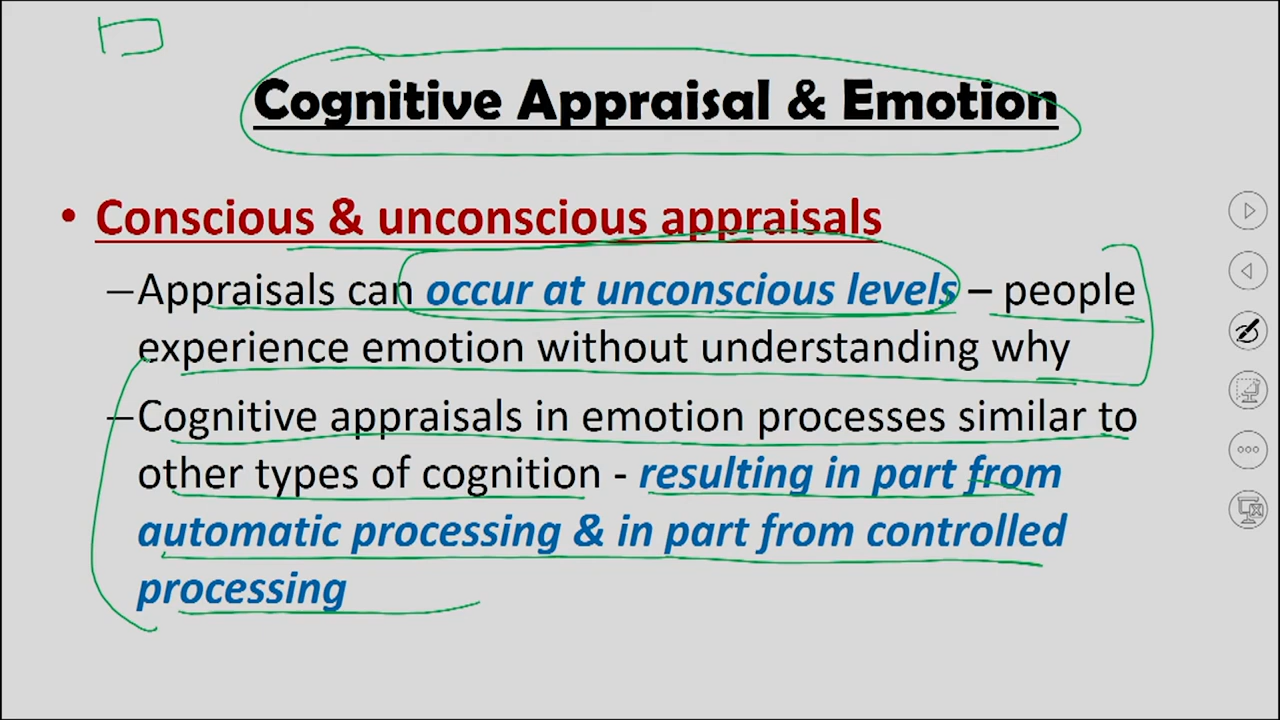 Cognitive Appraisal & Emotion
• Conscious & unconscious appraisals
–Appraisals can occur at unconscious levels – people
experience emotion without understanding why
–Cognitive appraisals in emotion processes similar to
other types of cognition - resulting in part from
automatic processing & in part from controlled
processing